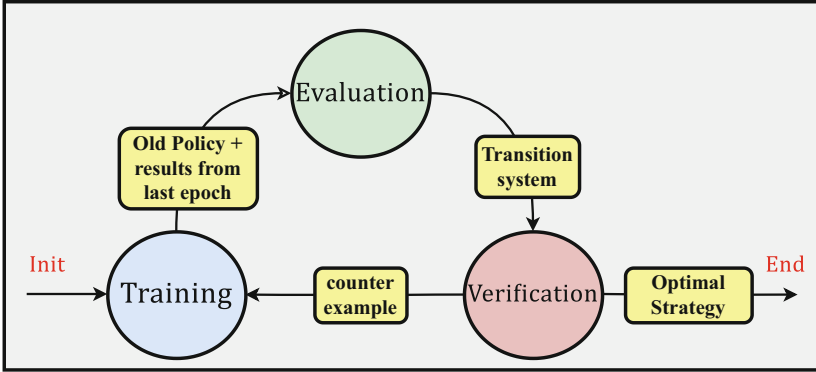 Evaluation
Old Policy +
results from
last epoch
Transition
system
Init
Training
counter
example
Verification
Optimal
Strategy
End